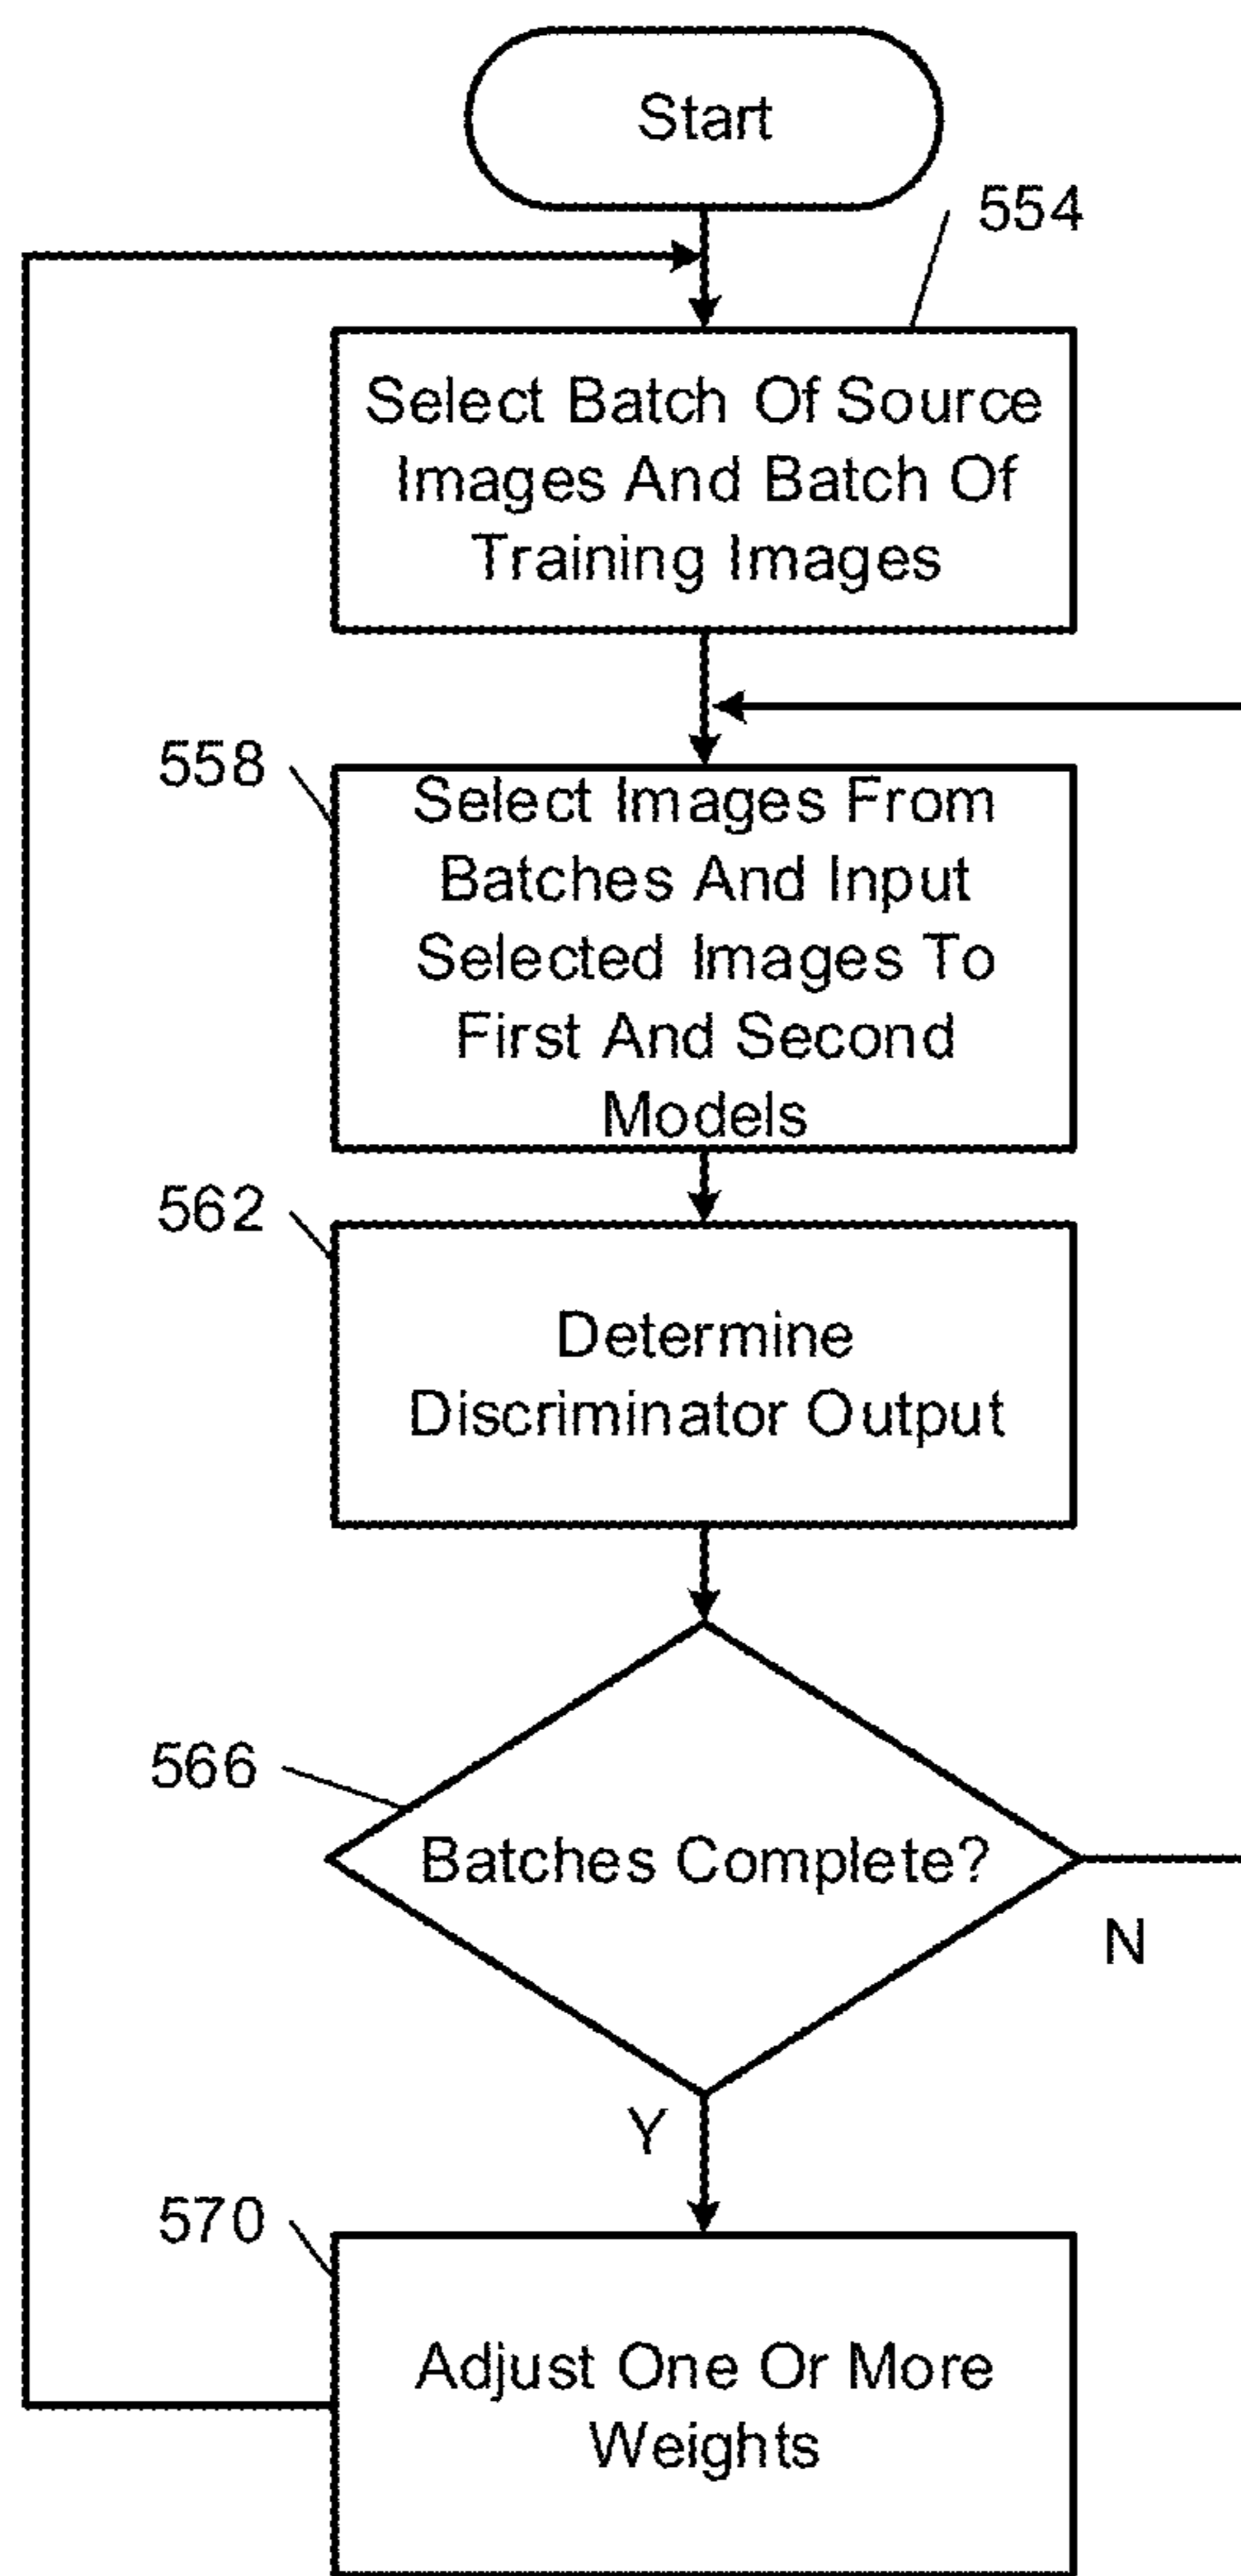 Start
554
Select Batch Of Source
Images And Batch Of
Training Images
558
Select Images From
Batches And Input
Selected Images To
First And Second
Models
562
Determine
Discriminator Output
566
Batches Complete?
N
Y
570
Adjust One Or More
Weights